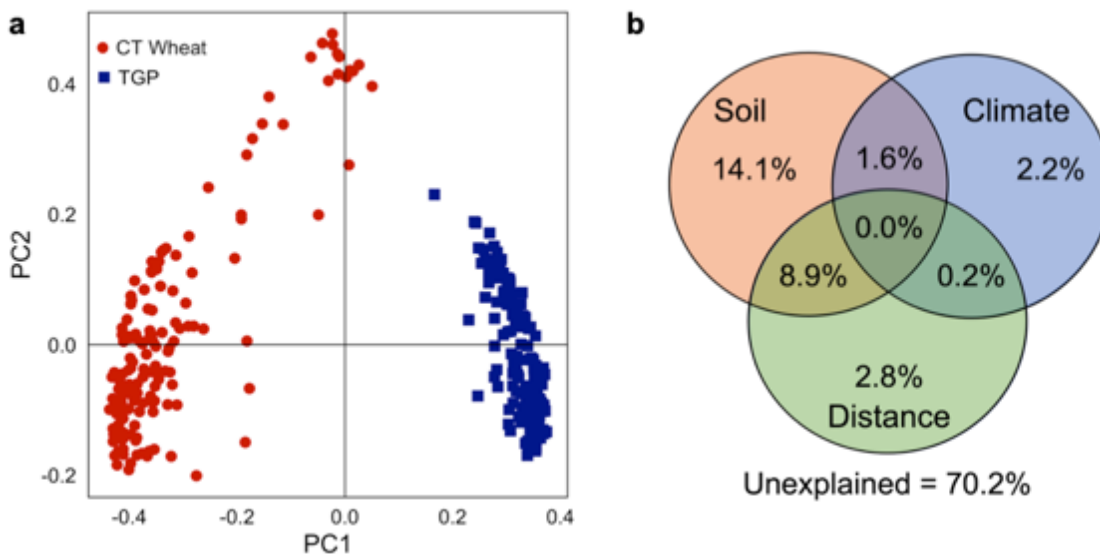 a
CT Wheat
TGP
0.4
0.2
0.0
-0.2
PC2
-0.4
-0.2
0.0
0.2
0.4
PC1
b
Soil
Climate
14.1%
1.6%
2.2%
0.0%
8.9%
0.2%
2.8%
Distance
Unexplained = 70.2%